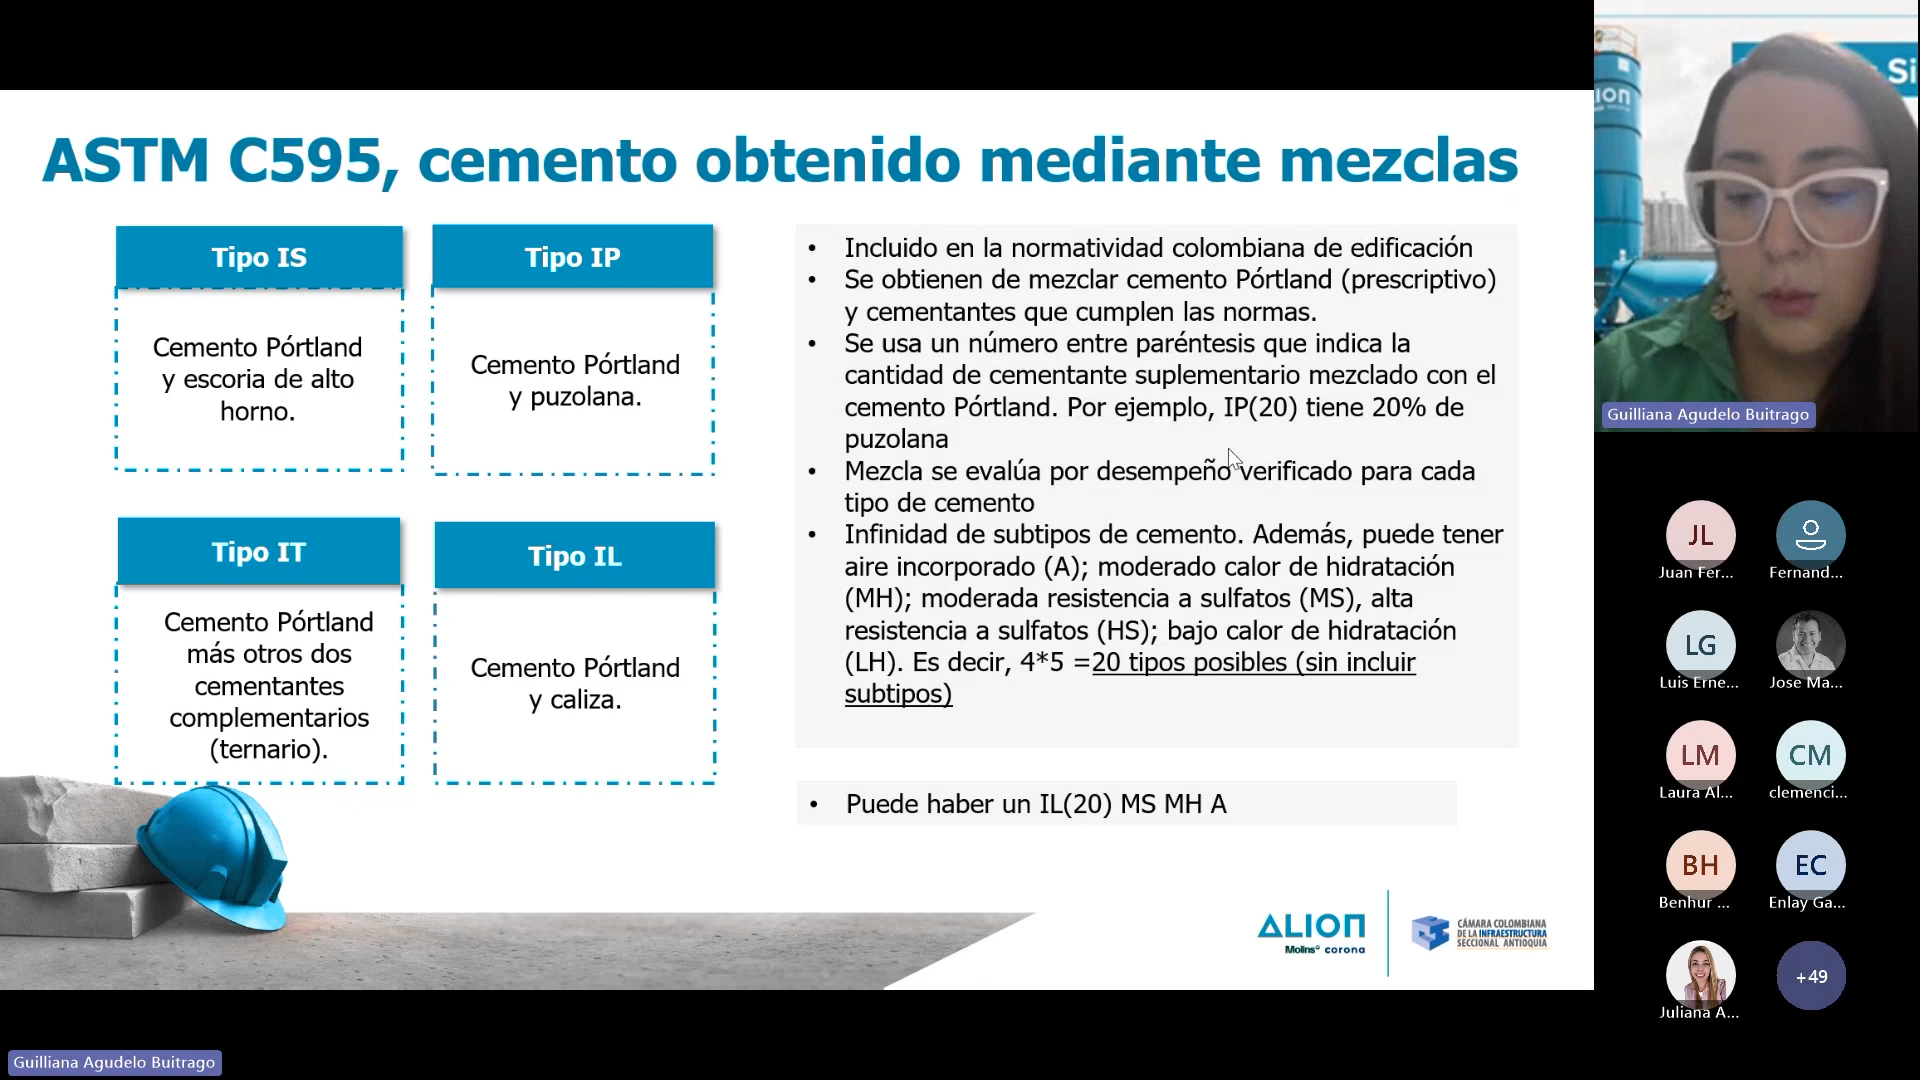 ASTM C595, cemento obtenido mediante mezclas
Tipo IS
Cemento Pórtland
y escoria de alto
horno.
Tipo IP
Cemento Pórtland
y puzolana.
Tipo IT
Cemento Pórtland
más otros dos
cementantes
complementarios
(ternario).
Tipo IL
Cemento Pórtland
y caliza.
• Incluido en la normatividad colombiana de edificación
• Se obtienen de mezclar cemento Pórtland (prescriptivo)
y cementantes que cumplen las normas.
• Se usa un número entre paréntesis que indica la
cantidad de cementante suplementario mezclado con el
cemento Pórtland. Por ejemplo, IP(20) tiene 20% de
puzolana
• Mezcla se evalúa por desempeño verificado para cada
tipo de cemento
• Infinidad de subtipos de cemento. Además, puede tener
aire incorporado (A); moderado calor de hidratación
(MH); moderada resistencia a sulfatos (MS), alta
resistencia a sulfatos (HS); bajo calor de hidratación
(LH). Es decir, 4*5 =20 tipos posibles (sin incluir
subtipos)
• Puede haber un IL(20) MS MH A
ALION
Molins corona
CÁMARA COLOMBIANA
DE LA INFRAESTRUCTURA
SECCIONAL ANTIOQUIA
Si
ION
Guilliana Agudelo Buitrago
JL
Juan Fer...
Fernand...
LG
Luis Erne...
Jose Ma...
LM
Laura Al...
CM
clemenci...
BH
Benhur ...
EC
Enlay Ga...
Juliana A...
+49
Guilliana Agudelo Buitrago